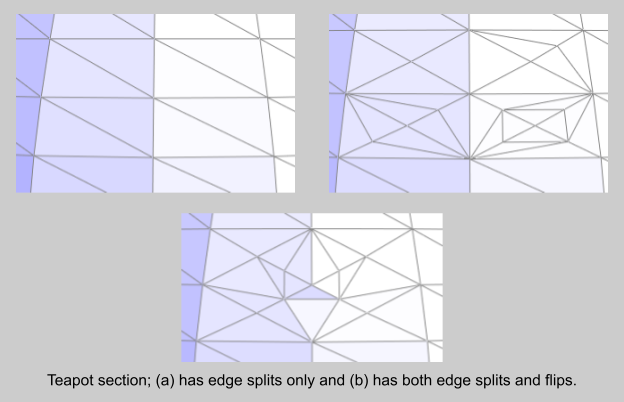 Teapot section; (a) has edge splits only and (b) has both edge splits and flips.